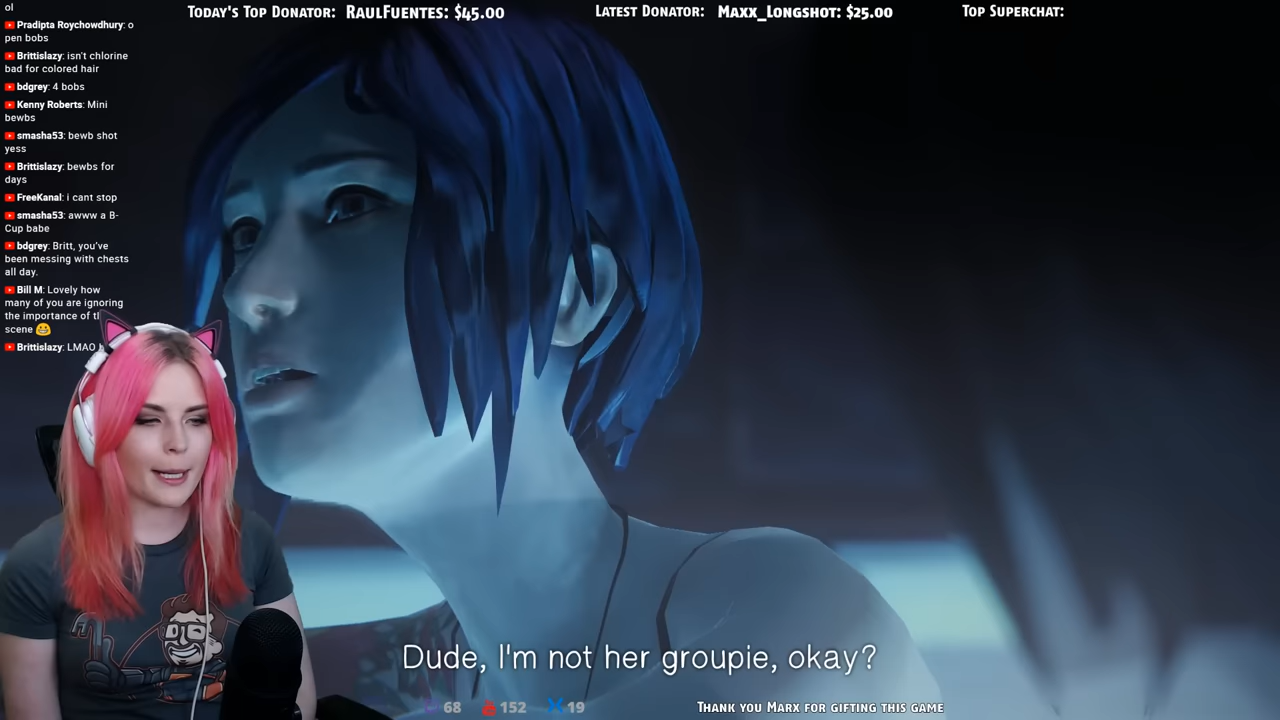 Today's Top Donator: RaulFuentes: $45.00
Latest Donator: Maxx_Longshot: $25.00
Top Superchat:
ol
Pradipta Roychowdhury: o
pen bobs
Brittislazy: isn't chlorine
bad for colored hair
bdgrey: 4 bobs
Kenny Roberts: Mini
bewbs
smasha53: bewb shot
yess
Brittislazy: bewbs for
days
FreeKanal: i cant stop
smasha53: awww a B-
Cup babe
bdgrey: Britt, you've
been messing with chests
all day.
Bill M: Lovely how
many of you are ignoring
the importance of
scene
Brittislazy: LMAO
Dude, I'm not her groupie, okay?
68
152
19
Thank you Marx for gifting this game